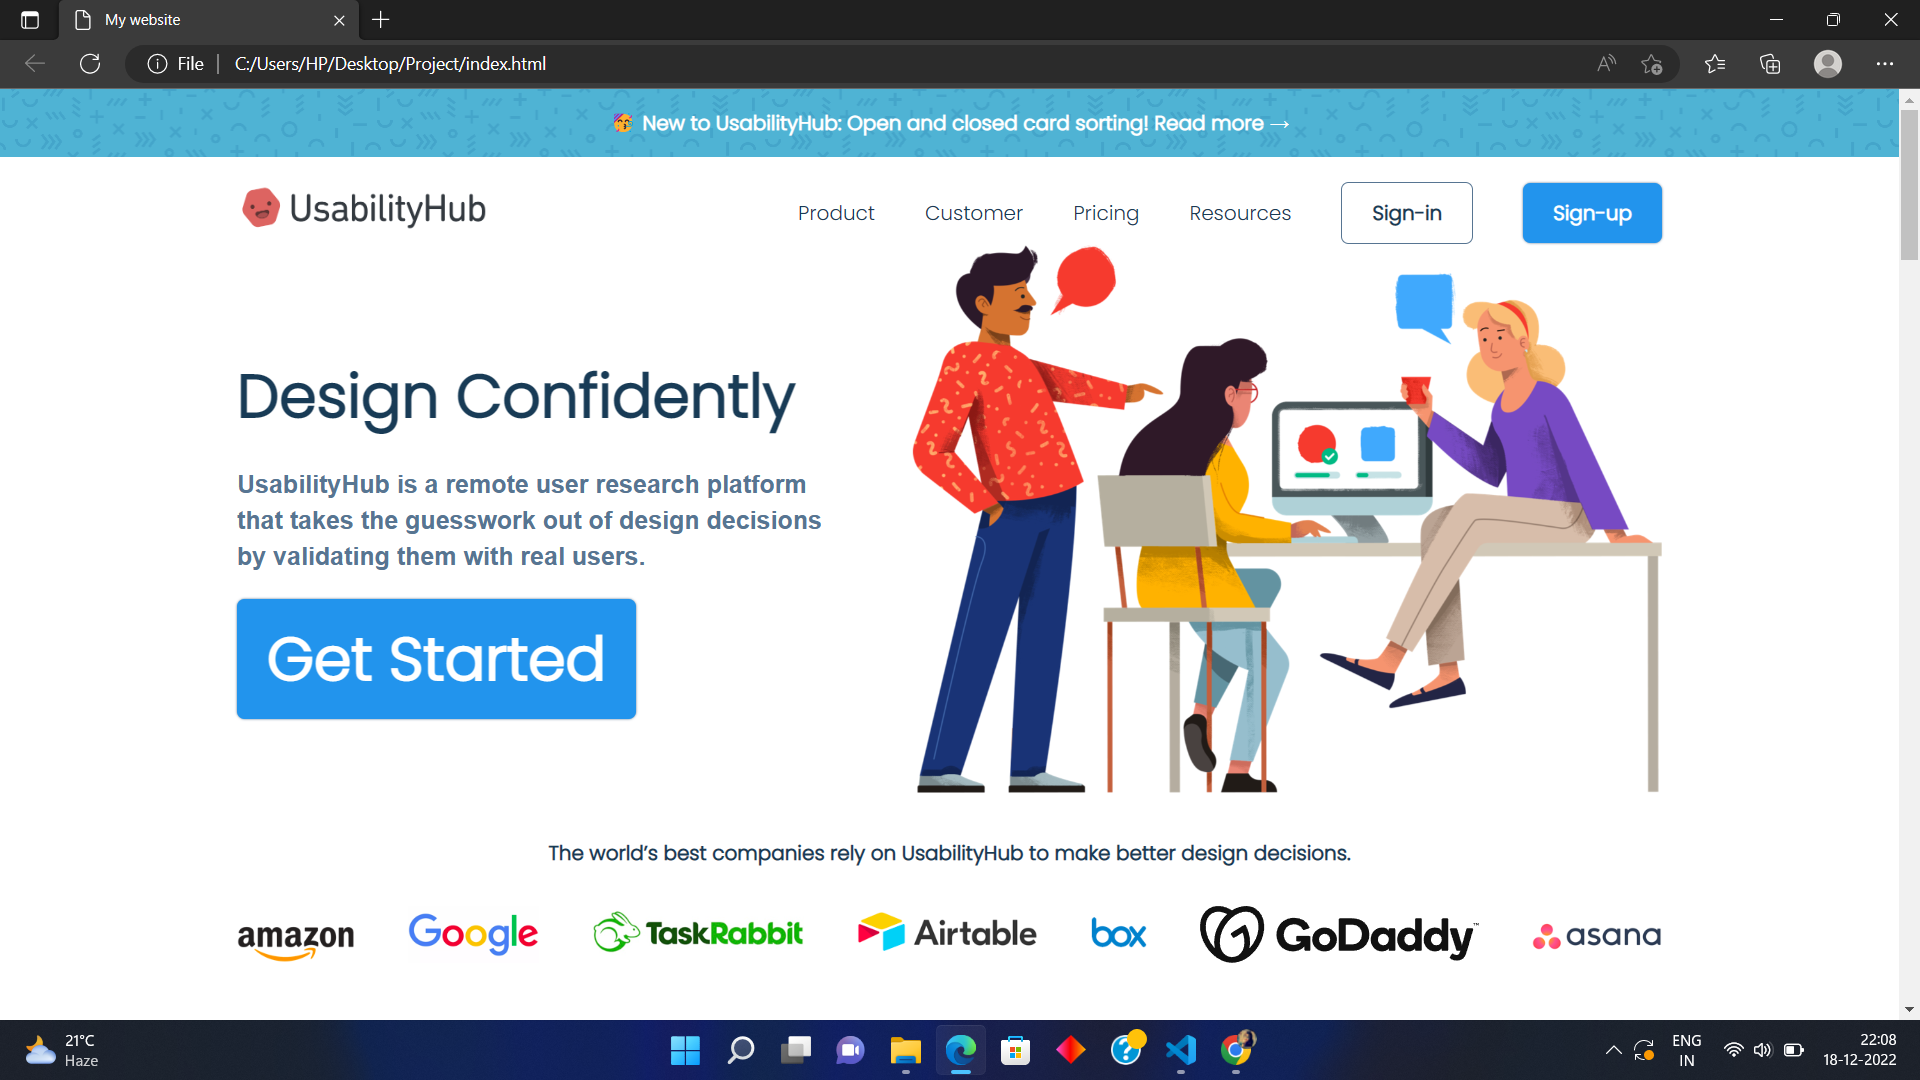 My website
File
C:/Users/HP/Desktop/Project/index.html
New to UsabilityHub: Open and closed card sorting! Read more →
UsabilityHub
Product Customer Pricing Resources Sign-in Sign-up
Design Confidently
UsabilityHub is a remote user research platform
that takes the guesswork out of design decisions
by validating them with real users.
Get Started
The world’s best companies rely on UsabilityHub to make better design decisions.
amazon Google TaskRabbit Airtable box GoDaddy™ asana
21°C
Haze
ENG
IN
22:08
18-12-2022